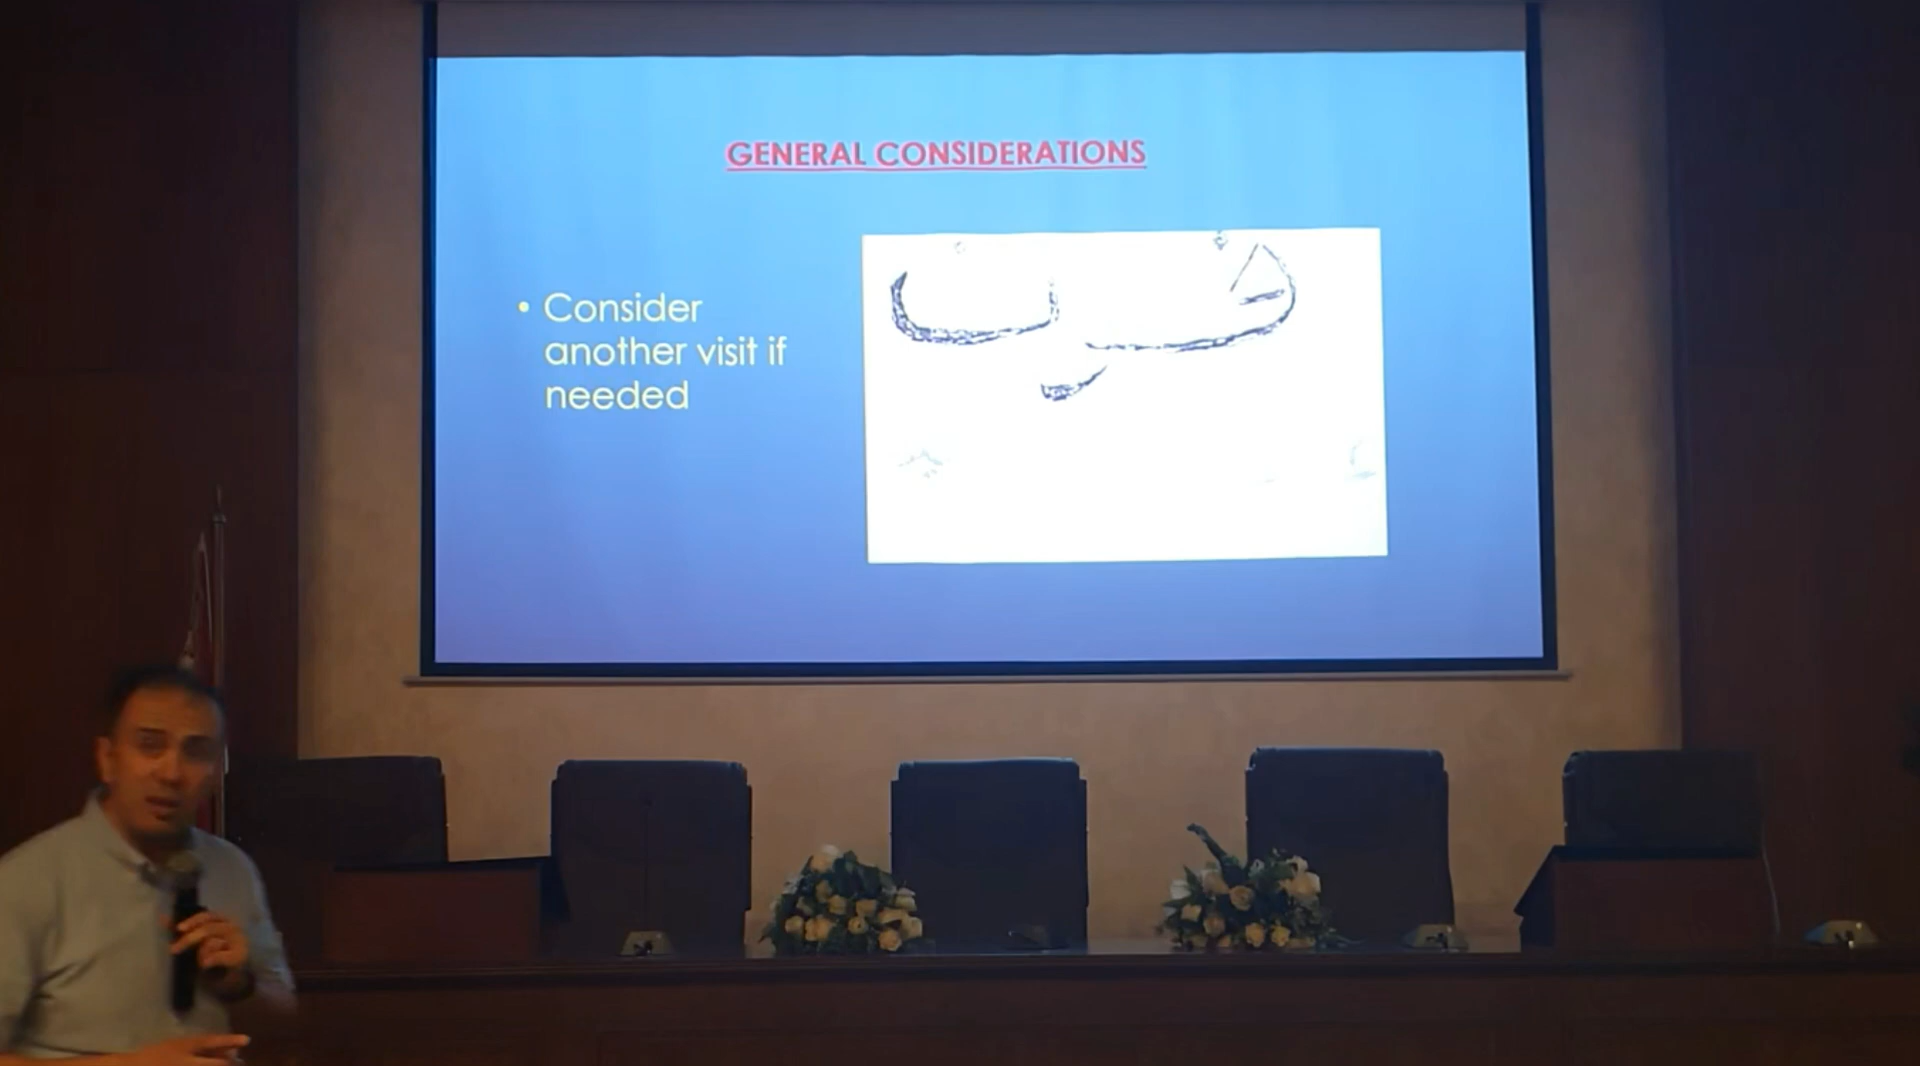 GENERAL CONSIDERATIONS
• Consider
another visit if
needed